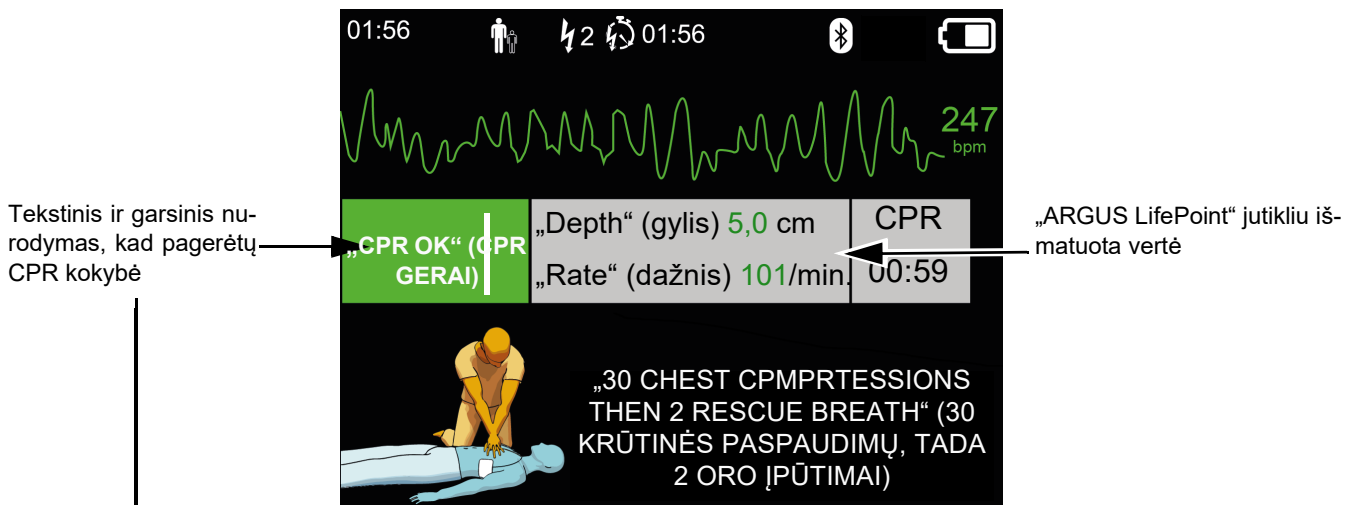 01:56
2
01:56
247
bpm
Tekstinis ir garsinis nu-
rodymas, kad pagerėtų
CPR kokybė
„CPR OK“ (CPR
GERAI)
„Depth“ (gylis) 5,0 cm
„Rate“ (dažnis) 101/min.
CPR
00:59
„ARGUS LifePoint“ jutikliu iš-
matuota vertė
„30 CHEST CPMPRTESSIONS
THEN 2 RESCUE BREATH“ (30
KRŪTINĖS PASPAUDIMŲ, TADA
2 ORO ĮPŪTIMAI)